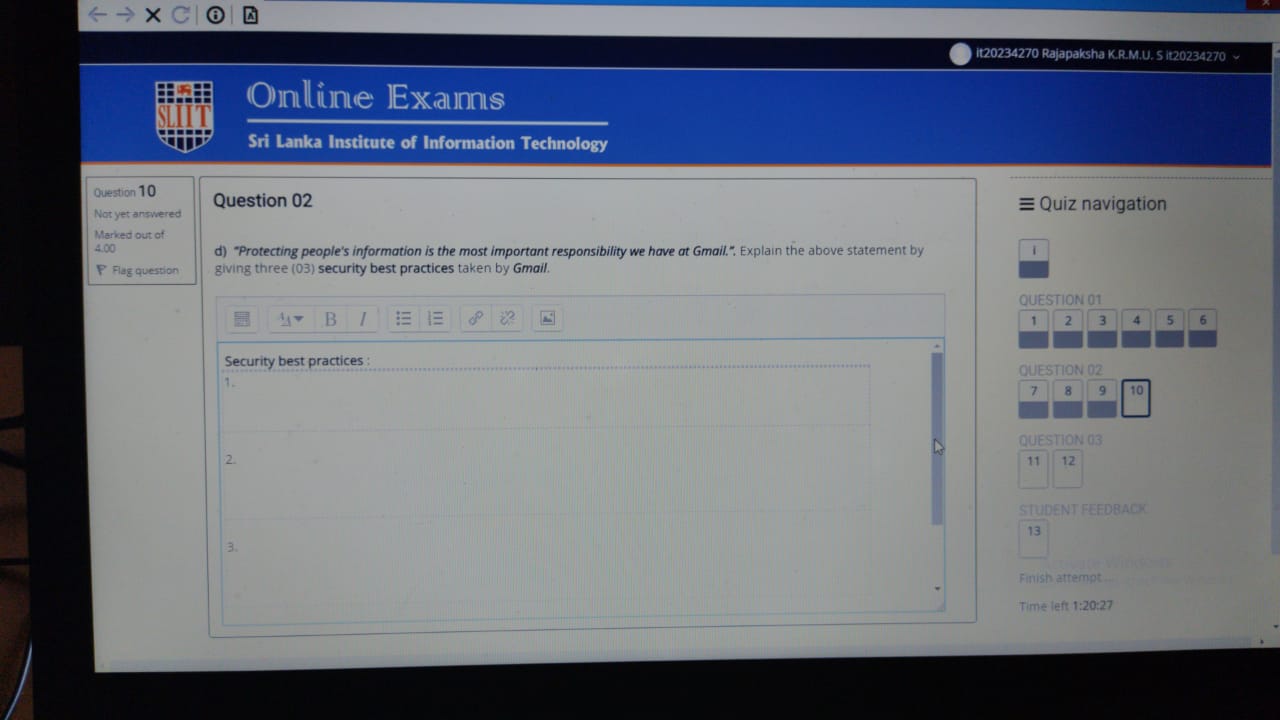 it20234270 Rajapaksha K.R.M.U. S it20234270
SLIIT
Online Exams
Sri Lanka Institute of Information Technology
Question 10
Not yet answered
Marked out of
4.00
Flag question
Question 02
d) "Protecting people's information is the most important responsibility we have at Gmail.". Explain the above statement by
giving three (03) security best practices taken by Gmail.
B I
Security best practices :
1.
2.
3.
Quiz navigation
i
QUESTION 01
1 2 3 4 5 6
QUESTION 02
7 8 9 10
QUESTION 03
11 12
STUDENT FEEDBACK
13
Activate Windows
Finish attempt ...
Time left 1:20:27